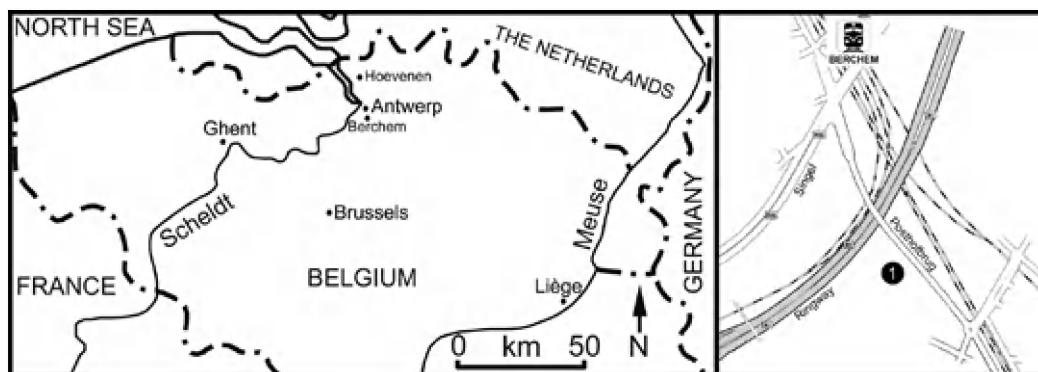 NORTH SEA
THE NETHERLANDS
Hoevenen
Antwerp
Berchem
Ghent
Scheldt
Brussels
Meuse
GERMANY
FRANCE
BELGIUM
Liège
0 km 50
N
BERCHEM
Singel
Posthofbrug
1
Ringway